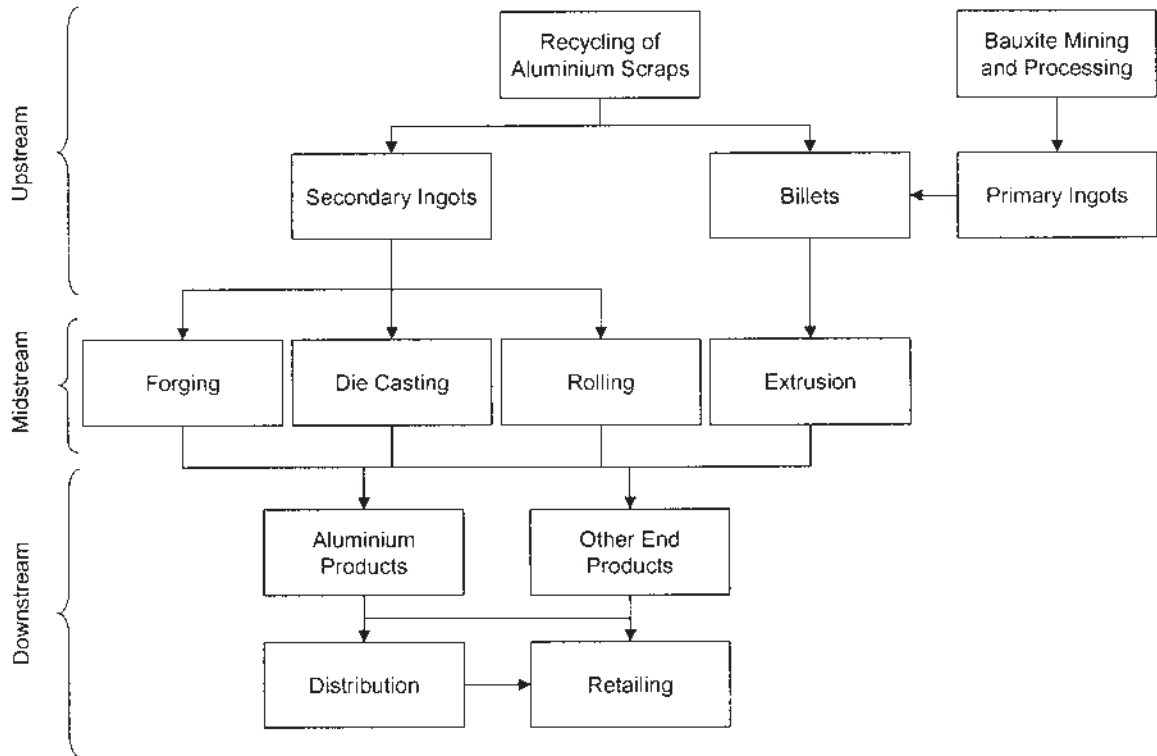 Upstream
Recycling of
Aluminium Scraps
Bauxite Mining
and Processing
Secondary Ingots
Billets
Primary Ingots
Midstream
Forging
Die Casting
Rolling
Extrusion
Downstream
Aluminium
Products
Other End
Products
Distribution
Retailing